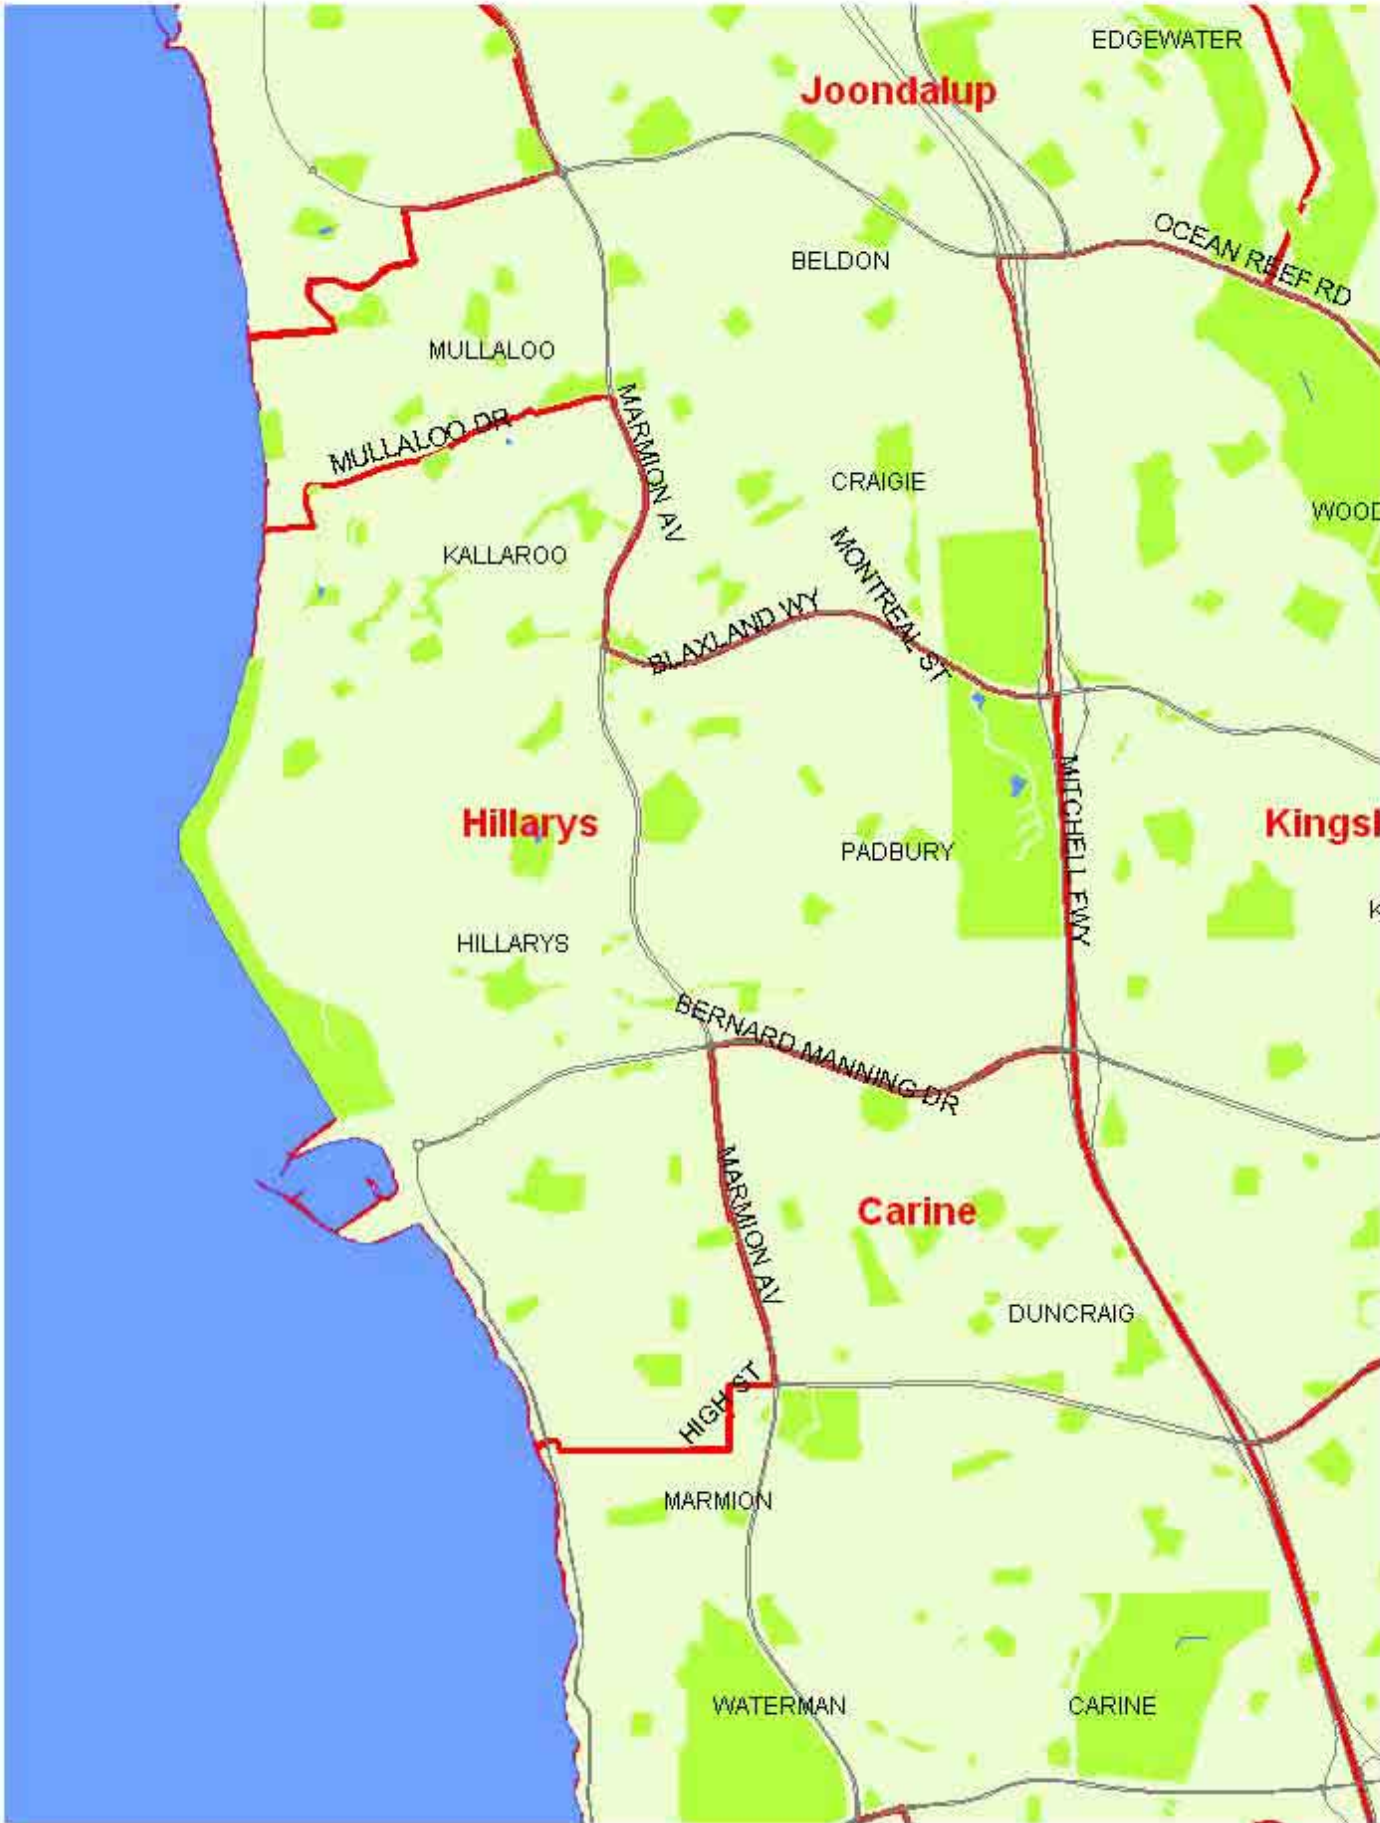 EDGEWATER
Joondalup
OCEAN REEF RD
BELDON
MULLALOO
MULLALOO DR
MARMION AV
CRAIGIE
WOOD
KALLAROO
MONTREAL ST
BLAXLAND WY
MITCHELL FWY
Hillarys
Kingsl
PADBURY
K
HILLARYS
BERNARD MANNING DR
MARMION AV
Carine
DUNCRAIG
HIGH ST
MARMION
WATERMAN
CARINE